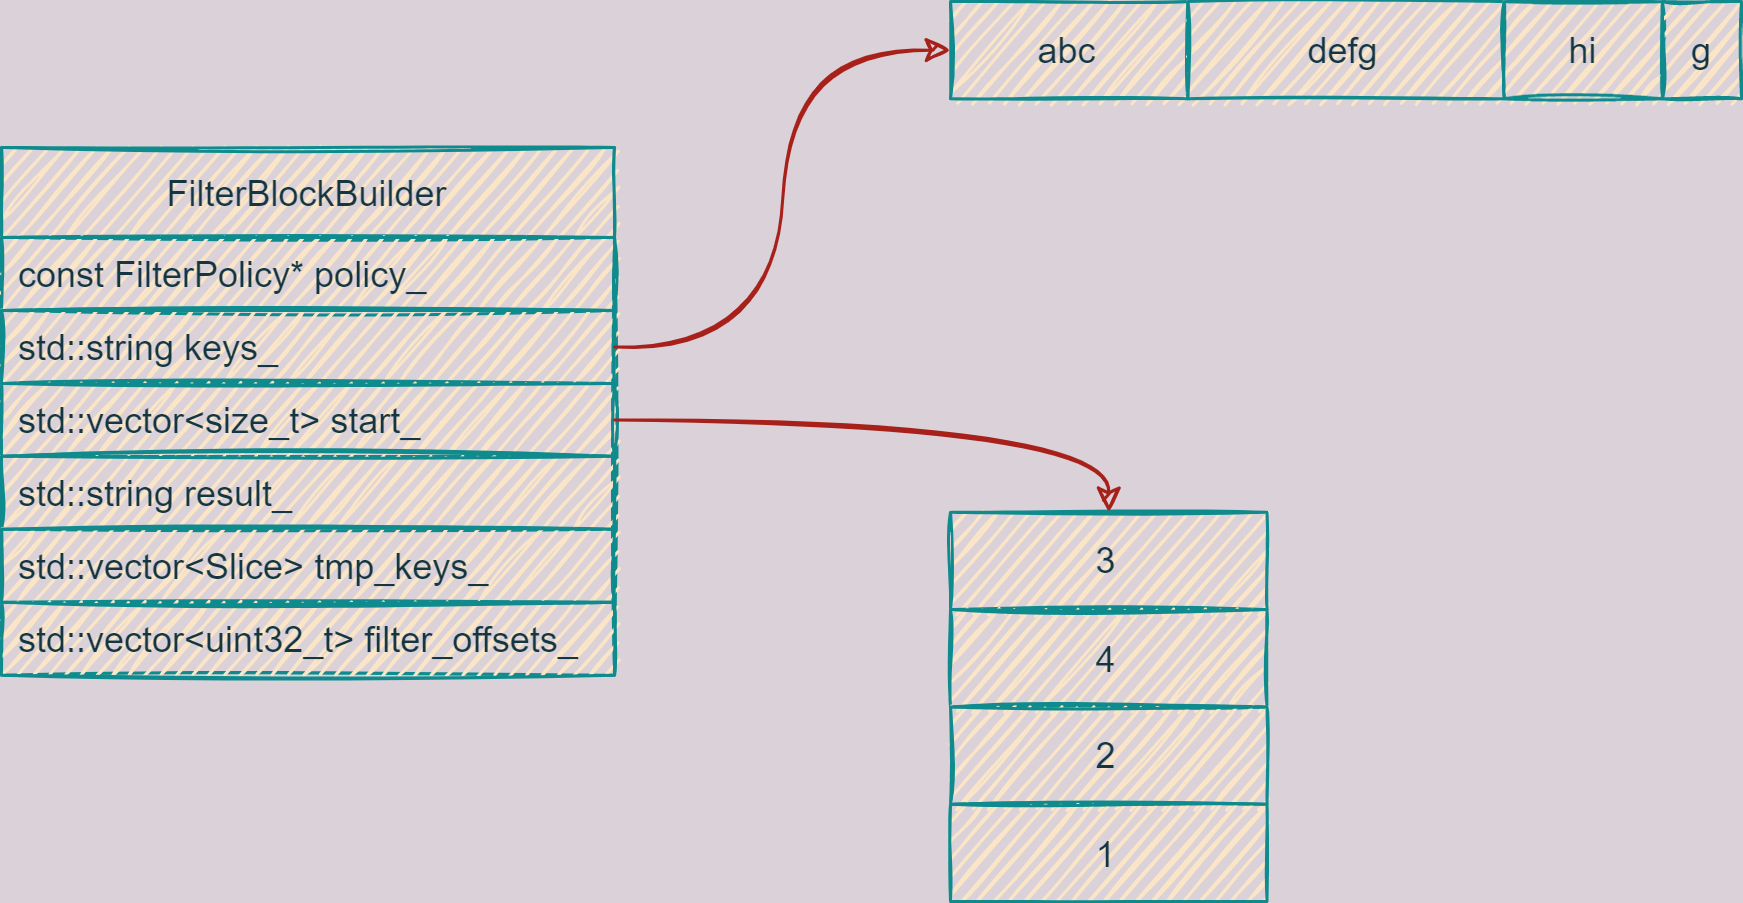 abc defg hi g
FilterBlockBuilder
const FilterPolicy* policy_
std::string keys_
std::vector<size_t> start_
std::string result_
std::vector<Slice> tmp_keys_
std::vector<uint32_t> filter_offsets_
3
4
2
1